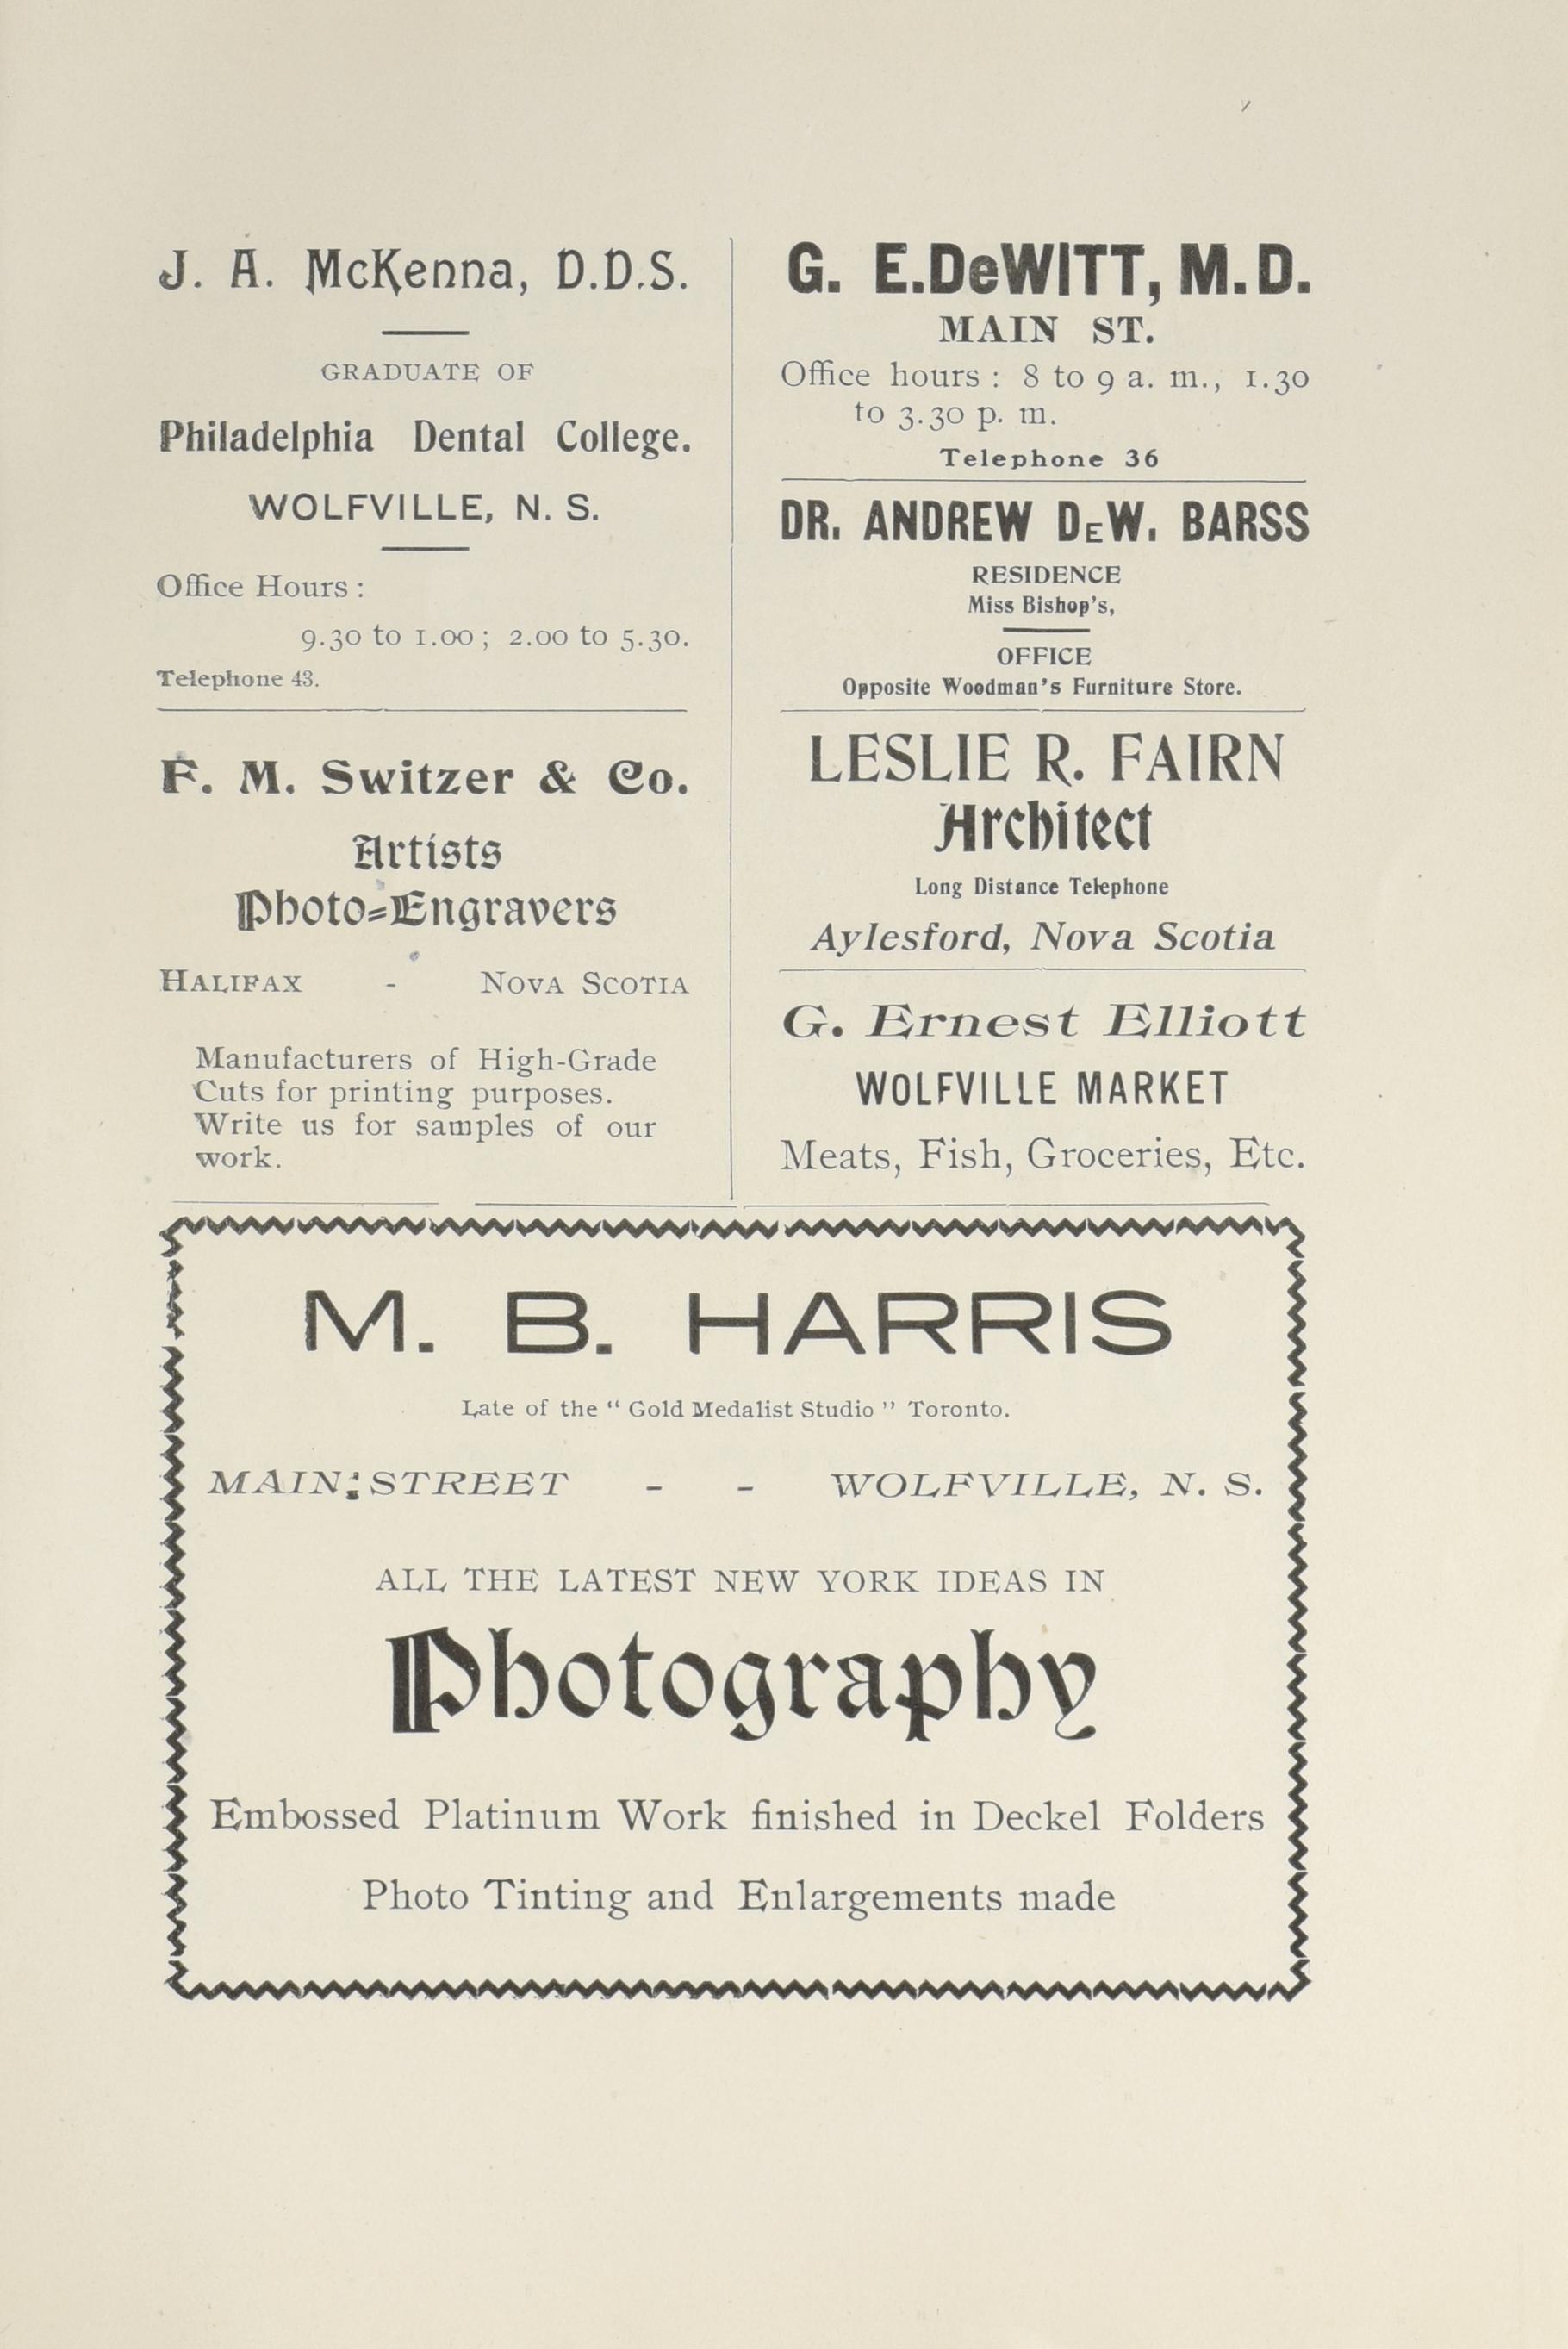 J. A. McKenna, D.D.S.
GRADUATE OF
Philadelphia Dental College.
WOLFVILLE, N. S.
Office Hours :
9.30 to 1.00 ; 2.00 to 5.30.
Telephone 43.
F. M. Switzer & Co.
Artists
Photo=Engravers
HALIFAX - NOVA SCOTIA
Manufacturers of High-Grade
Cuts for printing purposes.
Write us for samples of our
work.
G. E.DeWITT, M.D.
MAIN ST.
Office hours : 8 to 9 a. m., 1.30
to 3.30 p. m.
Telephone 36
DR. ANDREW DEW. BARSS
RESIDENCE
Miss Bishop's,
OFFICE
Opposite Woodman's Furniture Store.
LESLIE R. FAIRN
Architect
Long Distance Telephone
Aylesford, Nova Scotia
G. Ernest Elliott
WOLFVILLE MARKET
Meats, Fish, Groceries, Etc.
M. B. HARRIS
Late of the " Gold Medalist Studio " Toronto.
MAIN: STREET - - WOLFVILLE, N. S.
ALL THE LATEST NEW YORK IDEAS IN
Photography
Embossed Platinum Work finished in Deckel Folders
Photo Tinting and Enlargements made